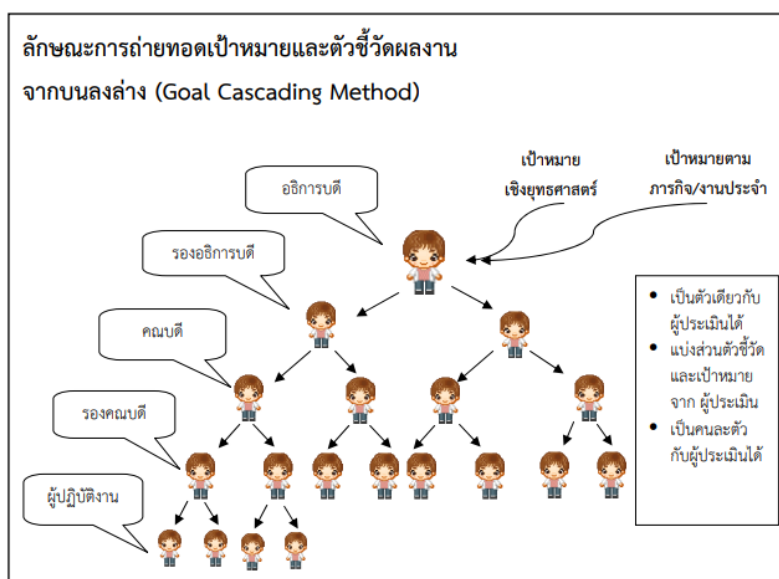 ลักษณะการถ่ายทอดเป้าหมายและตัวชี้วัดผลงาน
จากบนลงล่าง (Goal Cascading Method)
เป้าหมาย
เชิงยุทธศาสตร์
เป้าหมายตาม
ภารกิจ/งานประจำ
อธิการบดี
รองอธิการบดี
คณบดี
รองคณบดี
ผู้ปฏิบัติงาน
• เป็นตัวเดียวกับ
ผู้ประเมินได้
• แบ่งส่วนตัวชี้วัด
และเป้าหมาย
จาก ผู้ประเมิน
• เป็นคนละตัว
กับผู้ประเมินได้